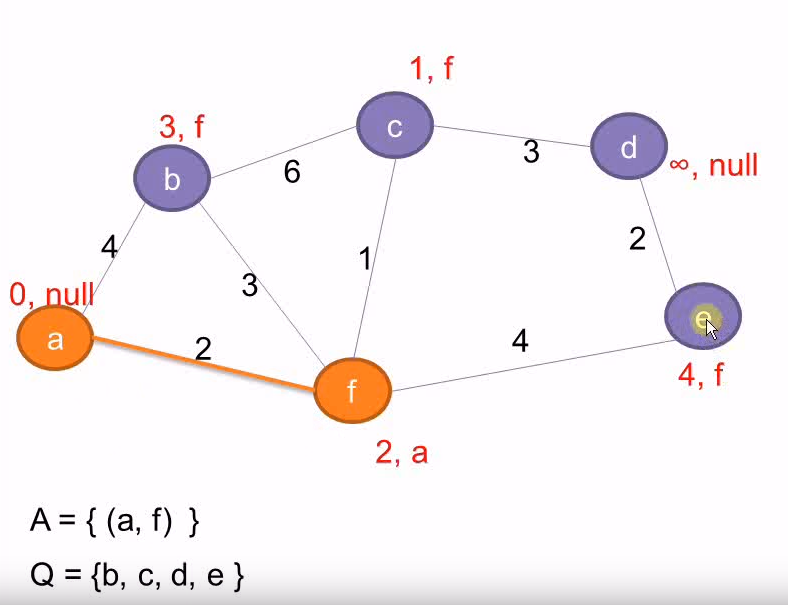 1, f
3, f
c
d
b
3
∞, null
6
4
2
1
3
0, null
e
a
2
4
f
4, f
2, a
A = { (a, f) }
Q = {b, c, d, e }